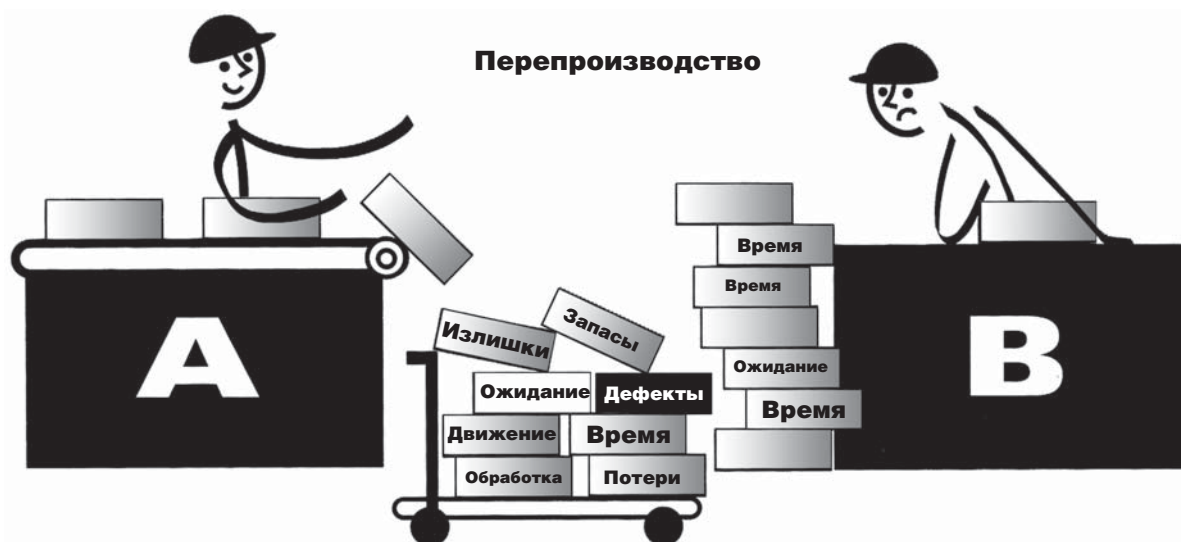 Перепроизводство
A
Излишки
Запасы
Ожидание
Дефекты
Движение
Время
Обработка
Потери
Время
Время
Ожидание
Время
B